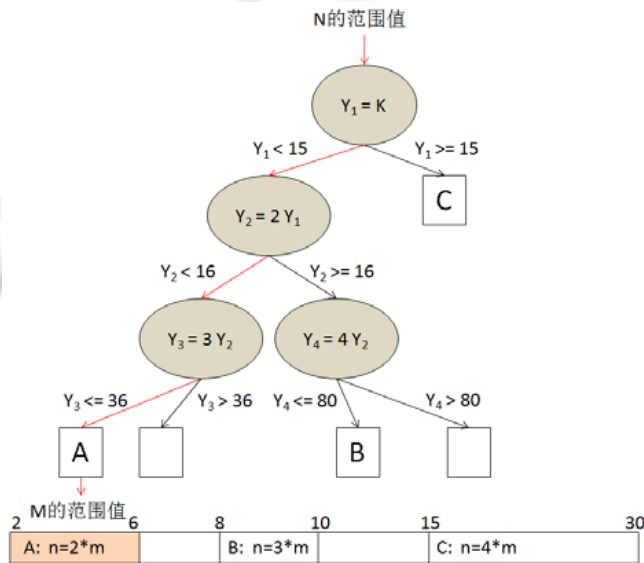 N的范围值
Y₁ = K
Y₁ < 15
Y₁ >= 15
C
Y₂ = 2 Y₁
Y₂ < 16
Y₂ >= 16
Y₃ = 3 Y₂
Y₄ = 4 Y₂
Y₃ <= 36
Y₃ > 36
Y₄ <= 80
Y₄ > 80
A
B
M的范围值
2 6 8 10 15 30
A: n=2*m B: n=3*m C: n=4*m